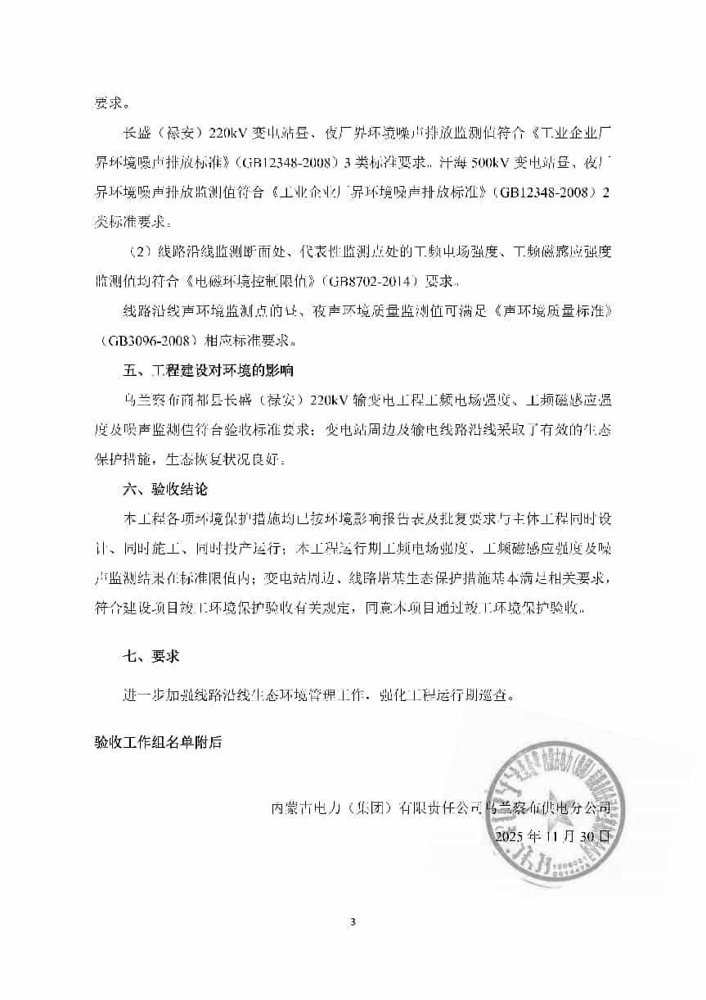 要求。
长盛（禄安）220kV 变电站昼、夜厂界环境噪声排放监测值符合《工业企业厂
界环境噪声排放标准》（GB12348-2008）3 类标准要求。汗海 500kV 变电站昼、夜厂
界环境噪声排放监测值符合《工业企业厂界环境噪声排放标准》（GB12348-2008）2
类标准要求。
（2）线路沿线监测断面处、代表性监测点处的工频电场强度、工频磁感应强度
监测值均符合《电磁环境控制限值》（GB8702-2014）要求。
线路沿线声环境监测点的昼、夜声环境质量监测值可满足《声环境质量标准》
（GB3096-2008）相应标准要求。
五、工程建设对环境的影响
乌兰察布商都县长盛（禄安）220kV 输变电工程工频电场强度、工频磁感应强
度及噪声监测值符合验收标准要求；变电站周边及输电线路沿线采取了有效的生态
保护措施，生态恢复状况良好。
六、验收结论
本工程各项环境保护措施均已按环境影响报告表及批复要求与主体工程同时设
计、同时施工、同时投产运行；本工程运行期工频电场强度、工频磁感应强度及噪
声监测结果在标准限值内；变电站周边、线路塔基生态保护措施基本满足相关要求，
符合建设项目竣工环境保护验收有关规定，同意本项目通过竣工环境保护验收。
七、要求
进一步加强线路沿线生态环境管理工作，强化工程运行期巡查。
验收工作组名单附后
内蒙古电力（集团）有限责任公司乌兰察布供电分公司
2025 年 11 月 30 日
3